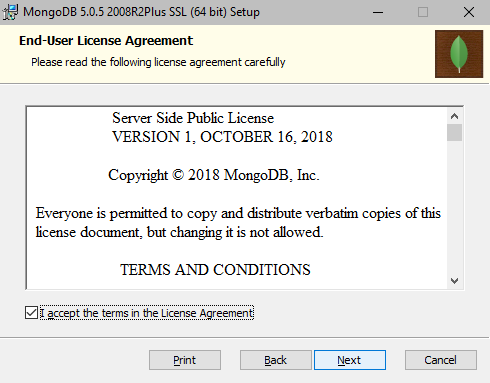 MongoDB 5.0.5 2008R2Plus SSL (64 bit) Setup
End-User License Agreement
Please read the following license agreement carefully
Server Side Public License
VERSION 1, OCTOBER 16, 2018
Copyright © 2018 MongoDB, Inc.
Everyone is permitted to copy and distribute verbatim copies of this
license document, but changing it is not allowed.
TERMS AND CONDITIONS
I accept the terms in the License Agreement
Print Back Next Cancel